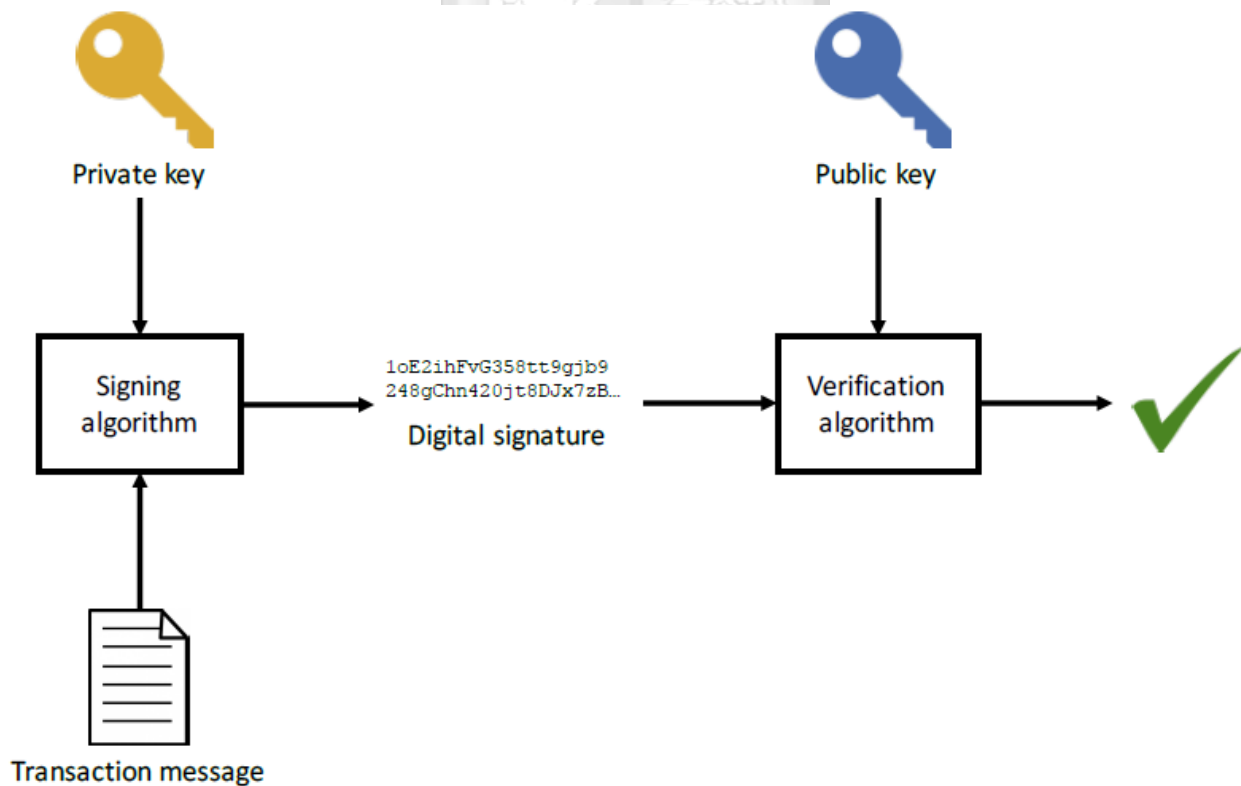 Private key
Public key
Signing
algorithm
1oE2ihFvG358tt9gjb9
248gChn420jt8DJx7zB…
Digital signature
Verification
algorithm
Transaction message